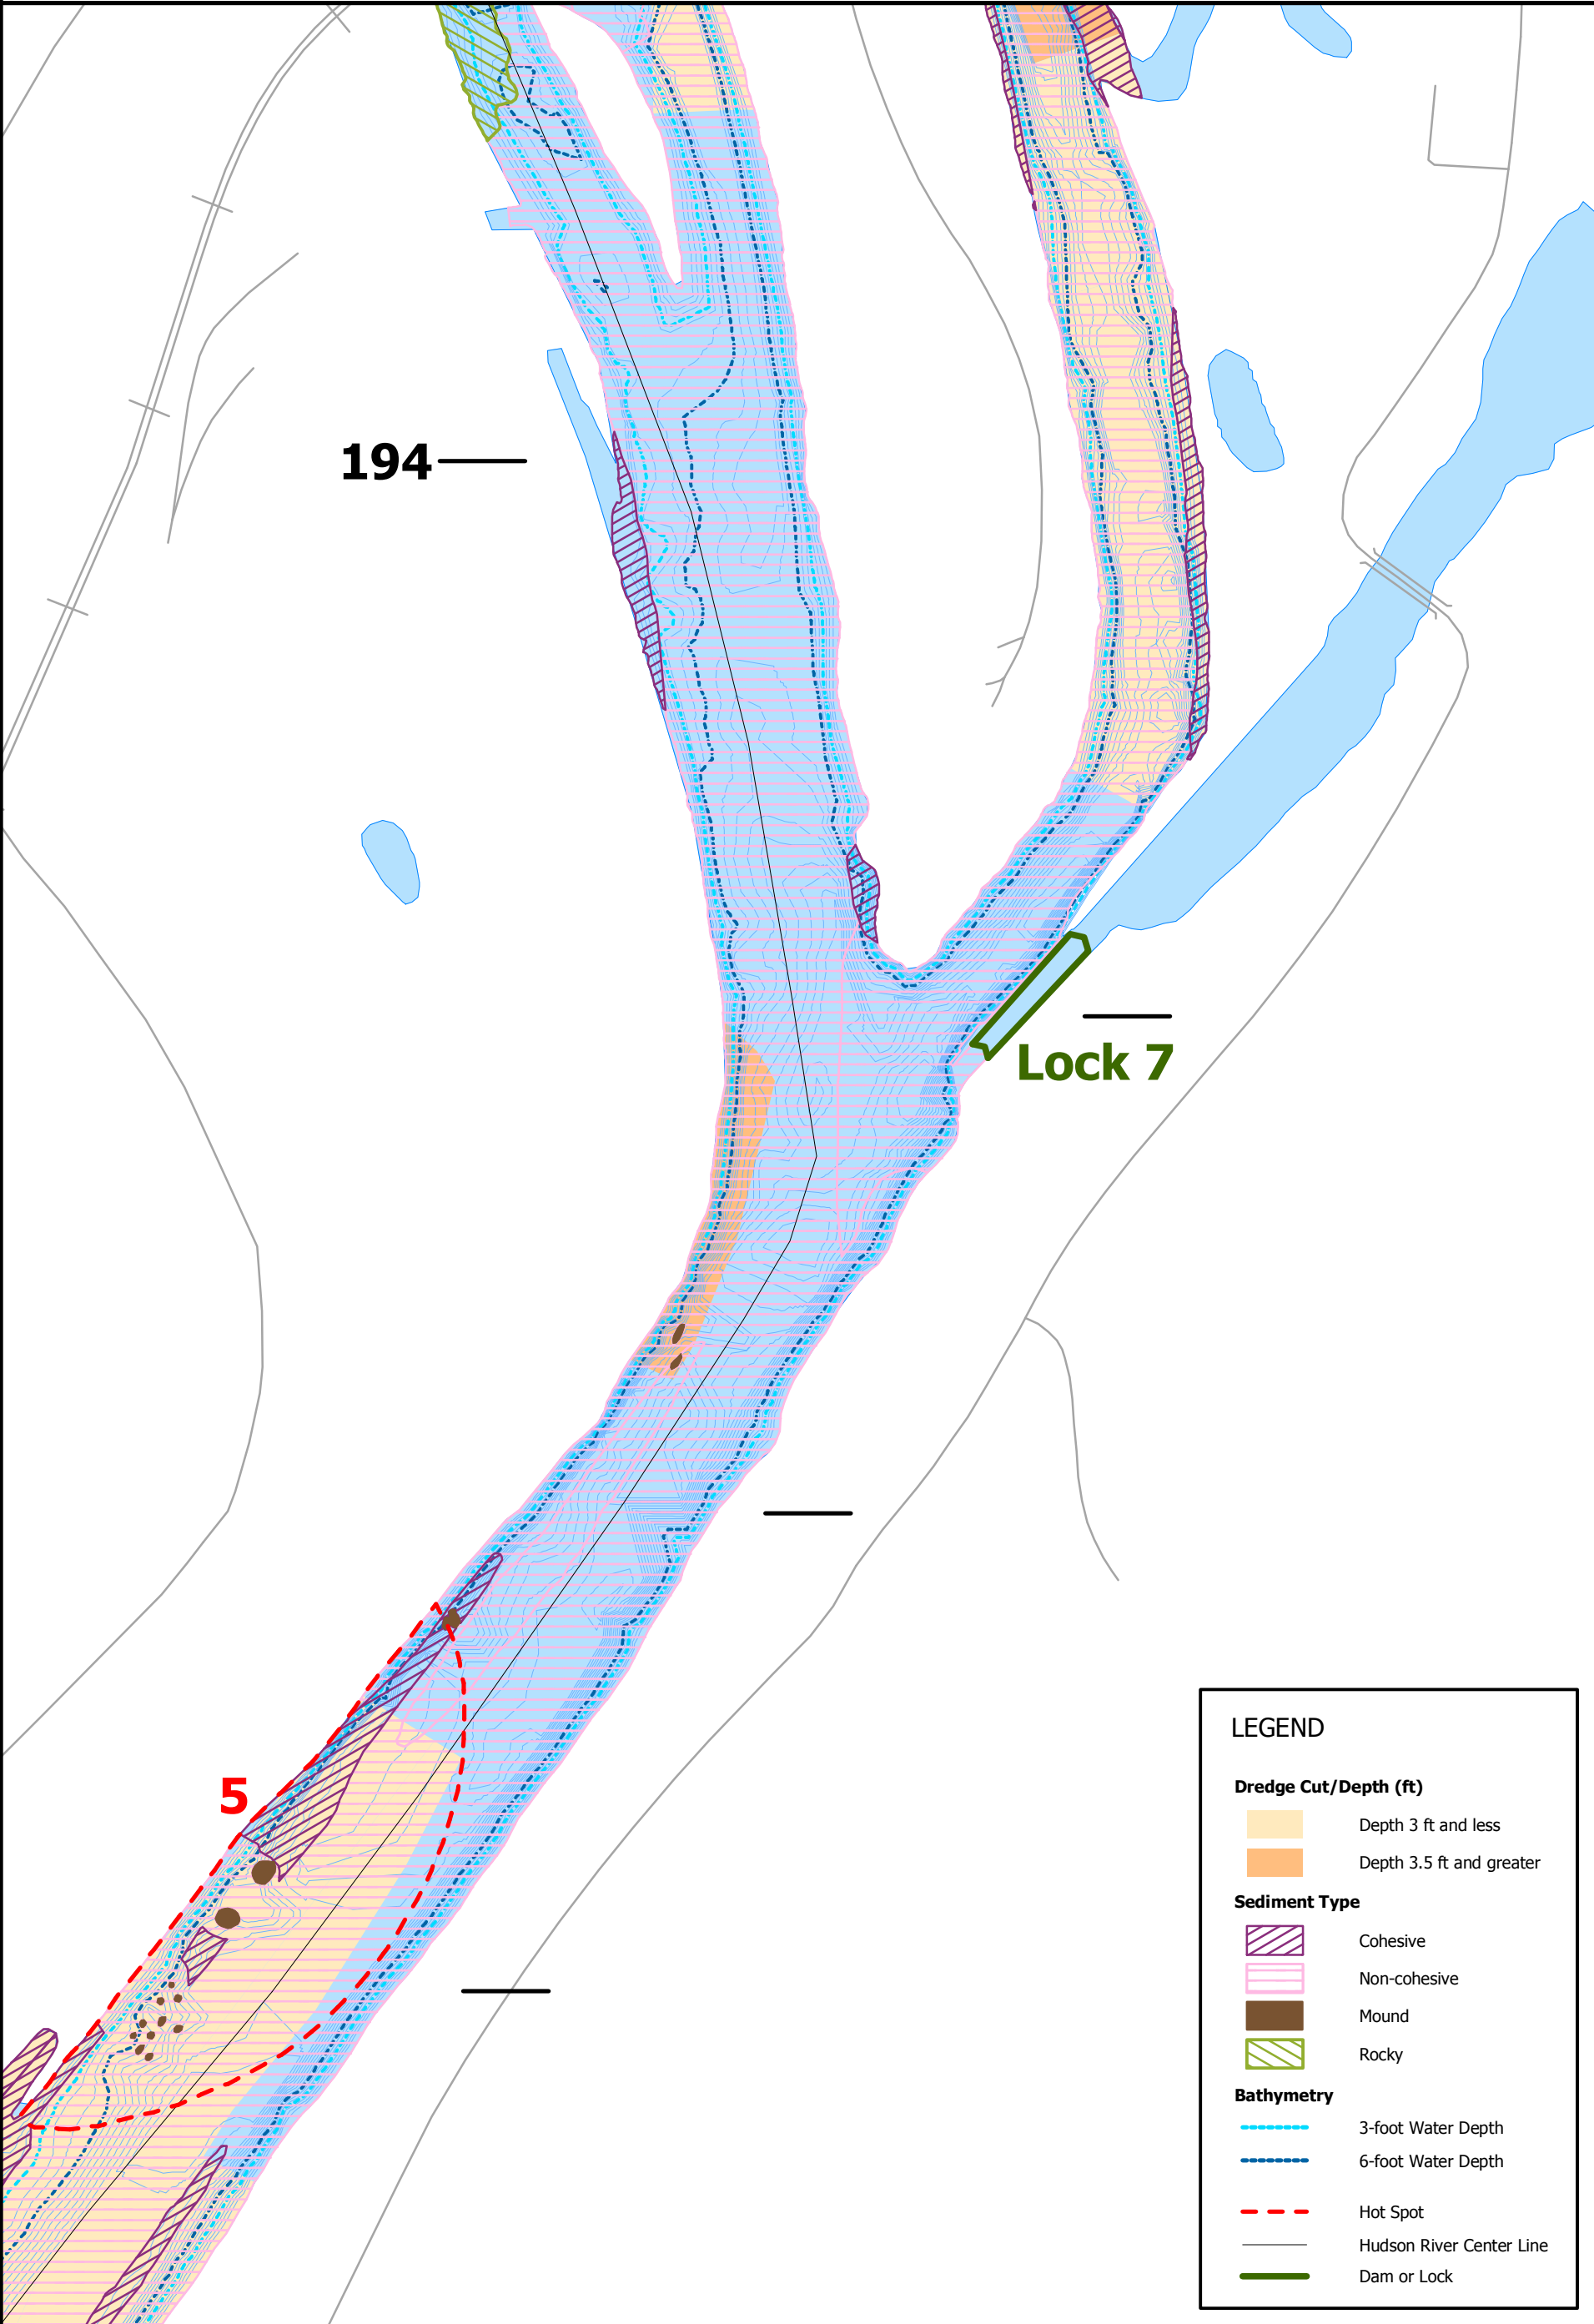 194
Lock 7
5
LEGEND
Dredge Cut/Depth (ft)
Depth 3 ft and less
Depth 3.5 ft and greater
Sediment Type
Cohesive
Non-cohesive
Mound
Rocky
Bathymetry
3-foot Water Depth
6-foot Water Depth
Hot Spot
Hudson River Center Line
Dam or Lock